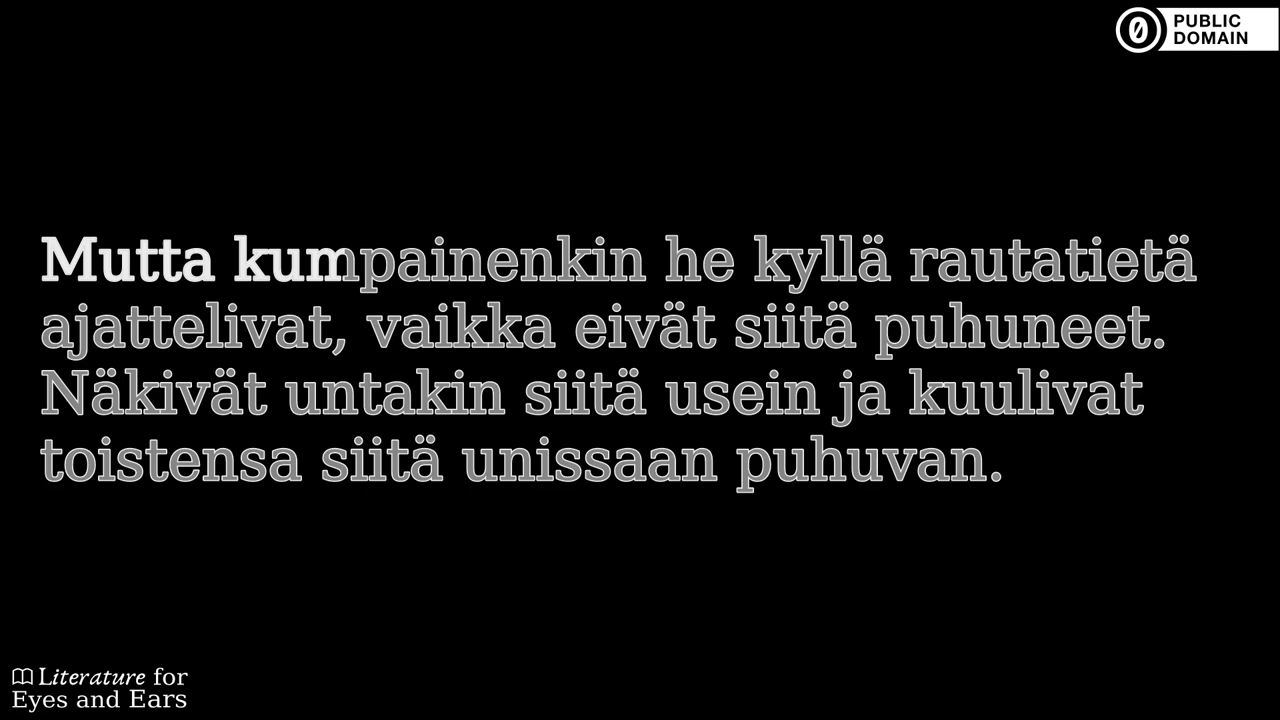 PUBLIC
DOMAIN
Mutta kumpainenkin he kyllä rautatietä
ajattelivat, vaikka eivät siitä puhuneet.
Näkivät untakin siitä usein ja kuulivat
toistensa siitä unissaan puhuvan.
Literature for
Eyes and Ears